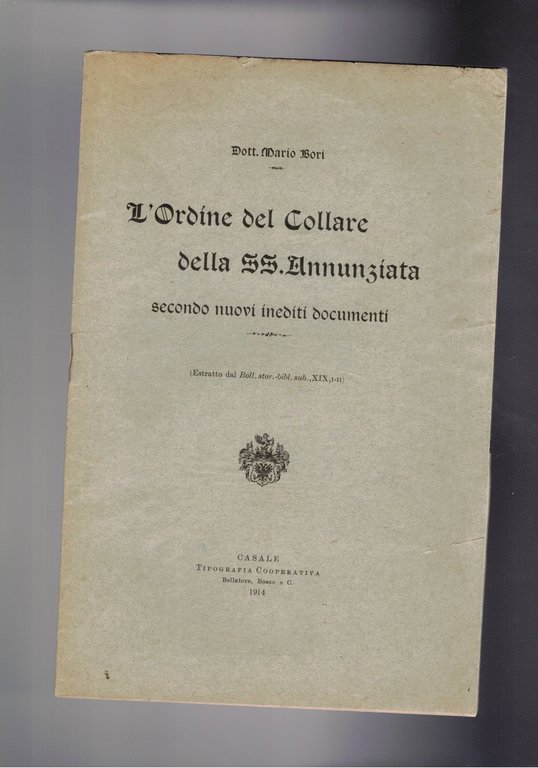 Dott. Mario Bori
L'Ordine del Collare
della SS. Annunziata
secondo nuovi inediti documenti
(Estratto dal Boll. stor.-bibl. sub., XIX, I-II)
CASALE
TIPOGRAFIA COOPERATIVA
Bellatore, Bosco e C.
1914